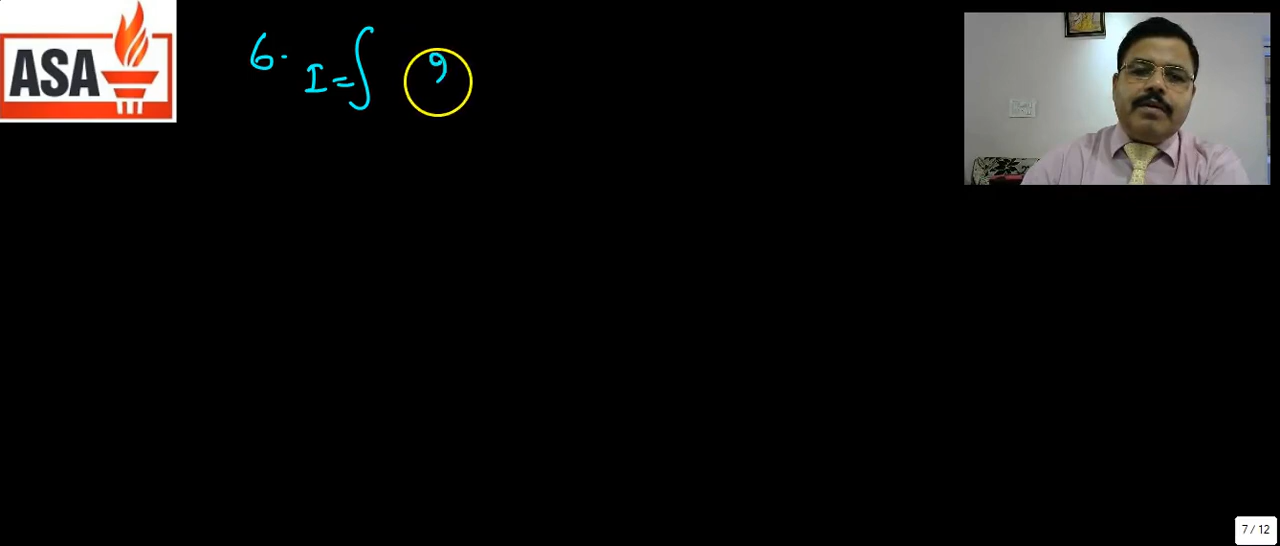 ASA
6. I = ∫ 9
7 / 12